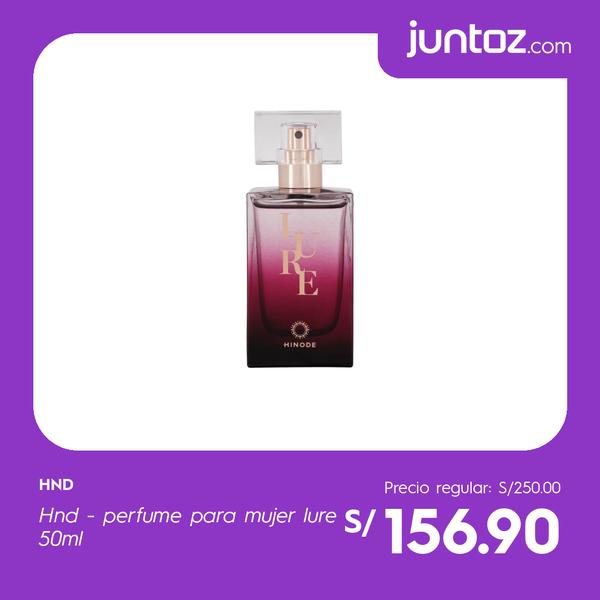 juntoz.com
LURE
HINODE
HND
Hnd - perfume para mujer lure
50ml
Precio regular: S/250.00
S/156.90